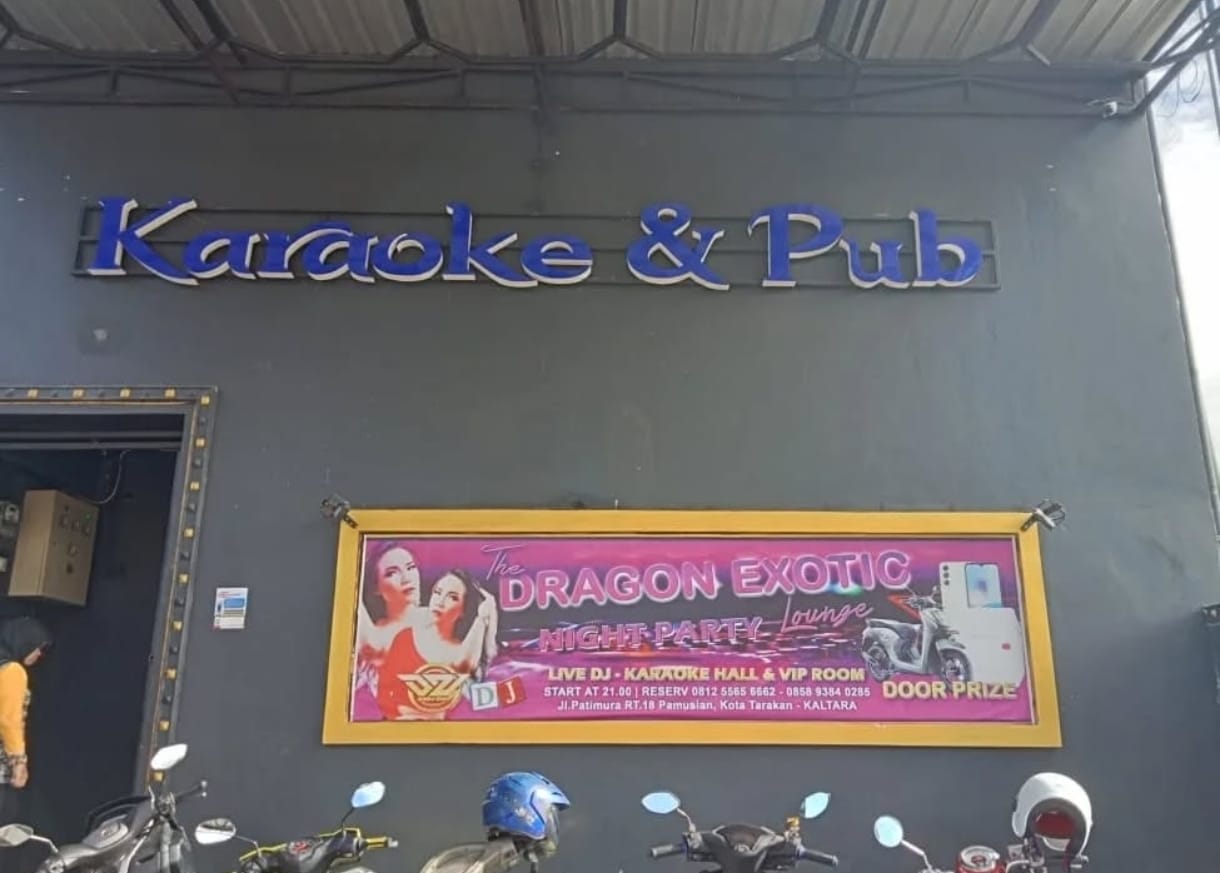 Karaoke & Pub
The
DRAGON EXOTIC
Lounge
NIGHT PARTY
LIVE DJ - KARAOKE HALL & VIP ROOM
START AT 21.00 | RESERV 0812 5565 6662 - 0858 9384 0285
Jl.Patimura RT.18 Pamusian, Kota Tarakan - KALTARA
DOOR PRIZE
DJ